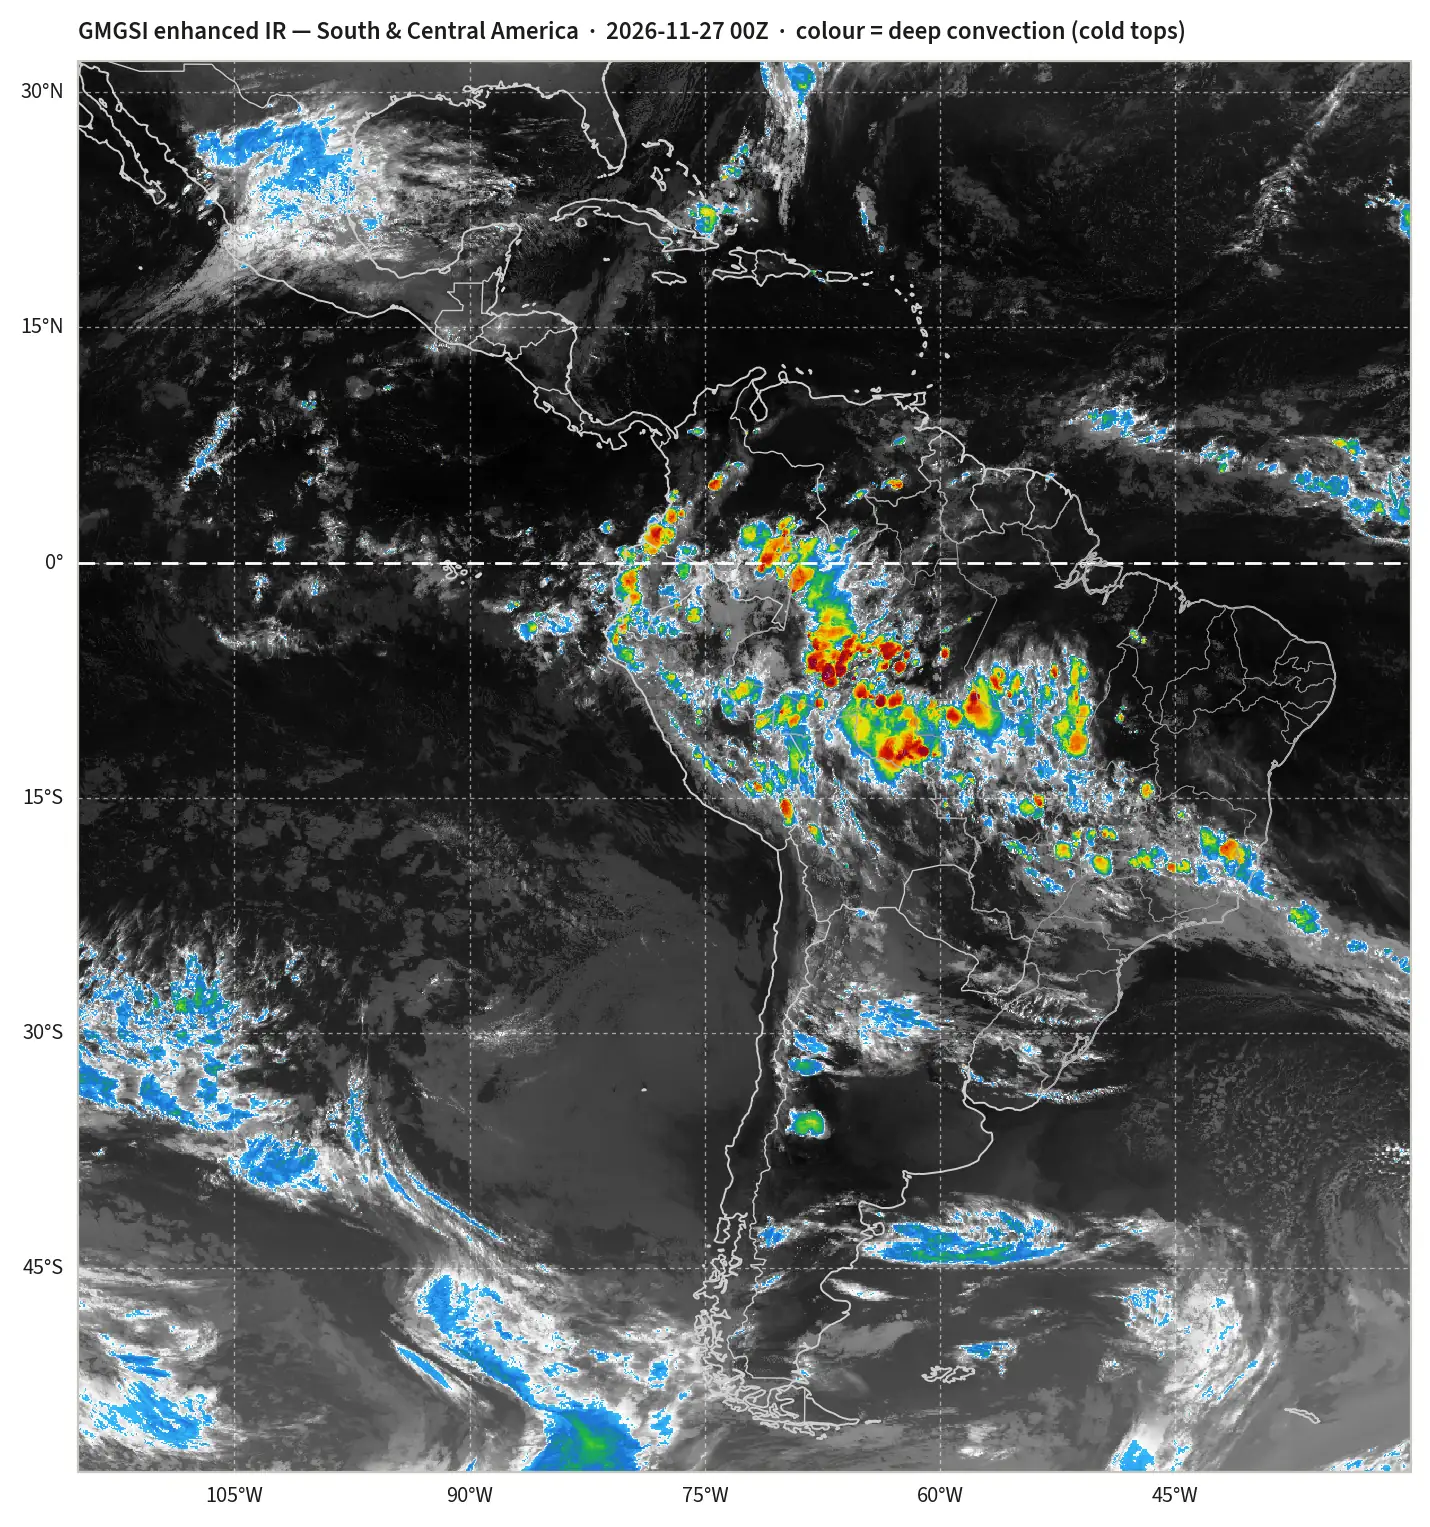 GMGSI enhanced IR — South & Central America · 2026-11-27 00Z · colour = deep convection (cold tops)
30°N
15°N
0°
15°S
30°S
45°S
105°W 90°W 75°W 60°W 45°W